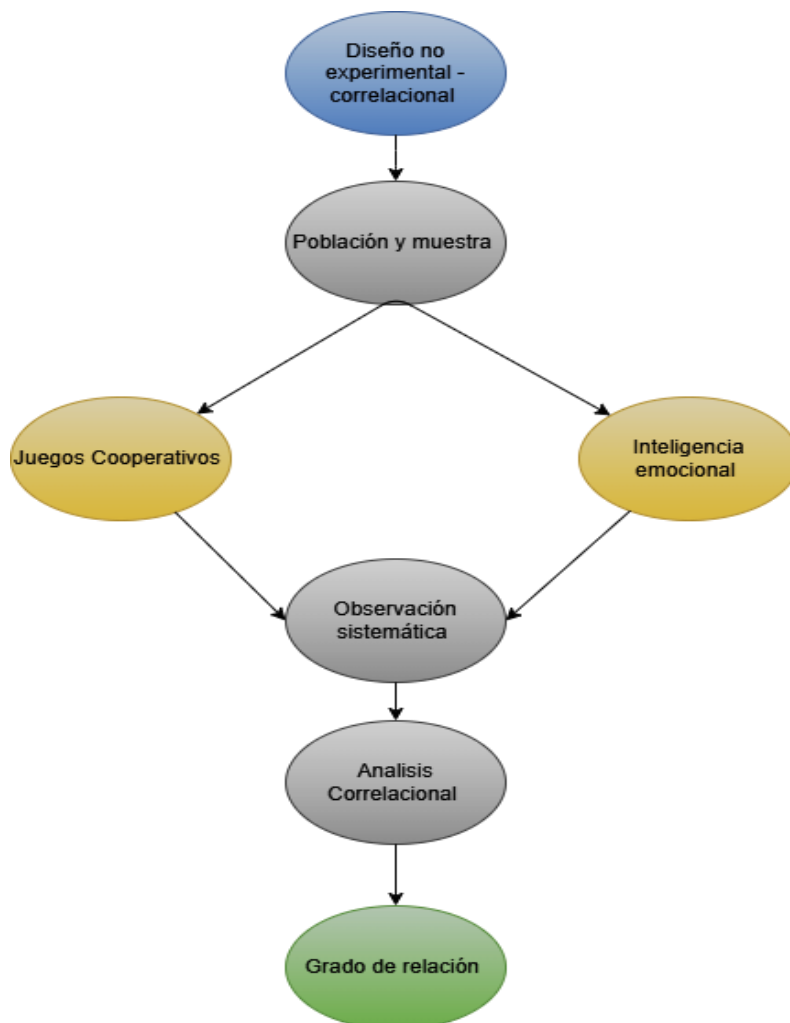 Diseño no
experimental -
correlacional
Población y muestra
Juegos Cooperativos
Inteligencia
emocional
Observación
sistemática
Analisis
Correlacional
Grado de relación